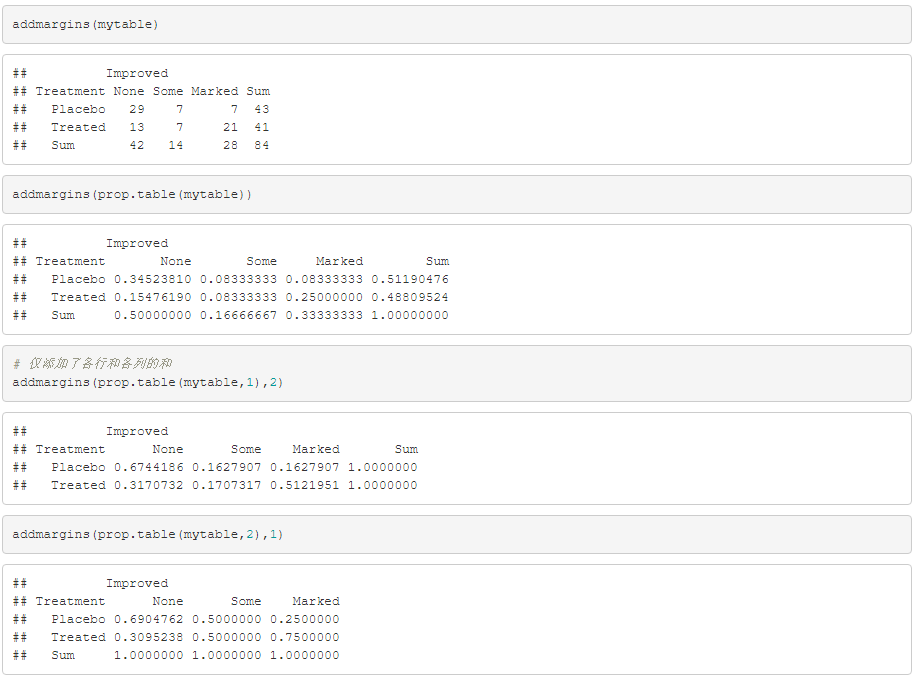 addmargins(mytable)
##          Improved
## Treatment None Some Marked Sum
##   Placebo   29    7      7  43
##   Treated   13    7     21  41
##   Sum       42   14     28  84
addmargins(prop.table(mytable))
##          Improved
## Treatment       None       Some     Marked        Sum
##   Placebo 0.34523810 0.08333333 0.08333333 0.51190476
##   Treated 0.15476190 0.08333333 0.25000000 0.48809524
##   Sum     0.50000000 0.16666667 0.33333333 1.00000000
# 仅添加了各行和各列的和
addmargins(prop.table(mytable,1),2)
##          Improved
## Treatment      None      Some    Marked       Sum
##   Placebo 0.6744186 0.1627907 0.1627907 1.0000000
##   Treated 0.3170732 0.1707317 0.5121951 1.0000000
addmargins(prop.table(mytable,2),1)
##          Improved
## Treatment      None      Some    Marked
##   Placebo 0.6904762 0.5000000 0.2500000
##   Treated 0.3095238 0.5000000 0.7500000
##   Sum     1.0000000 1.0000000 1.0000000